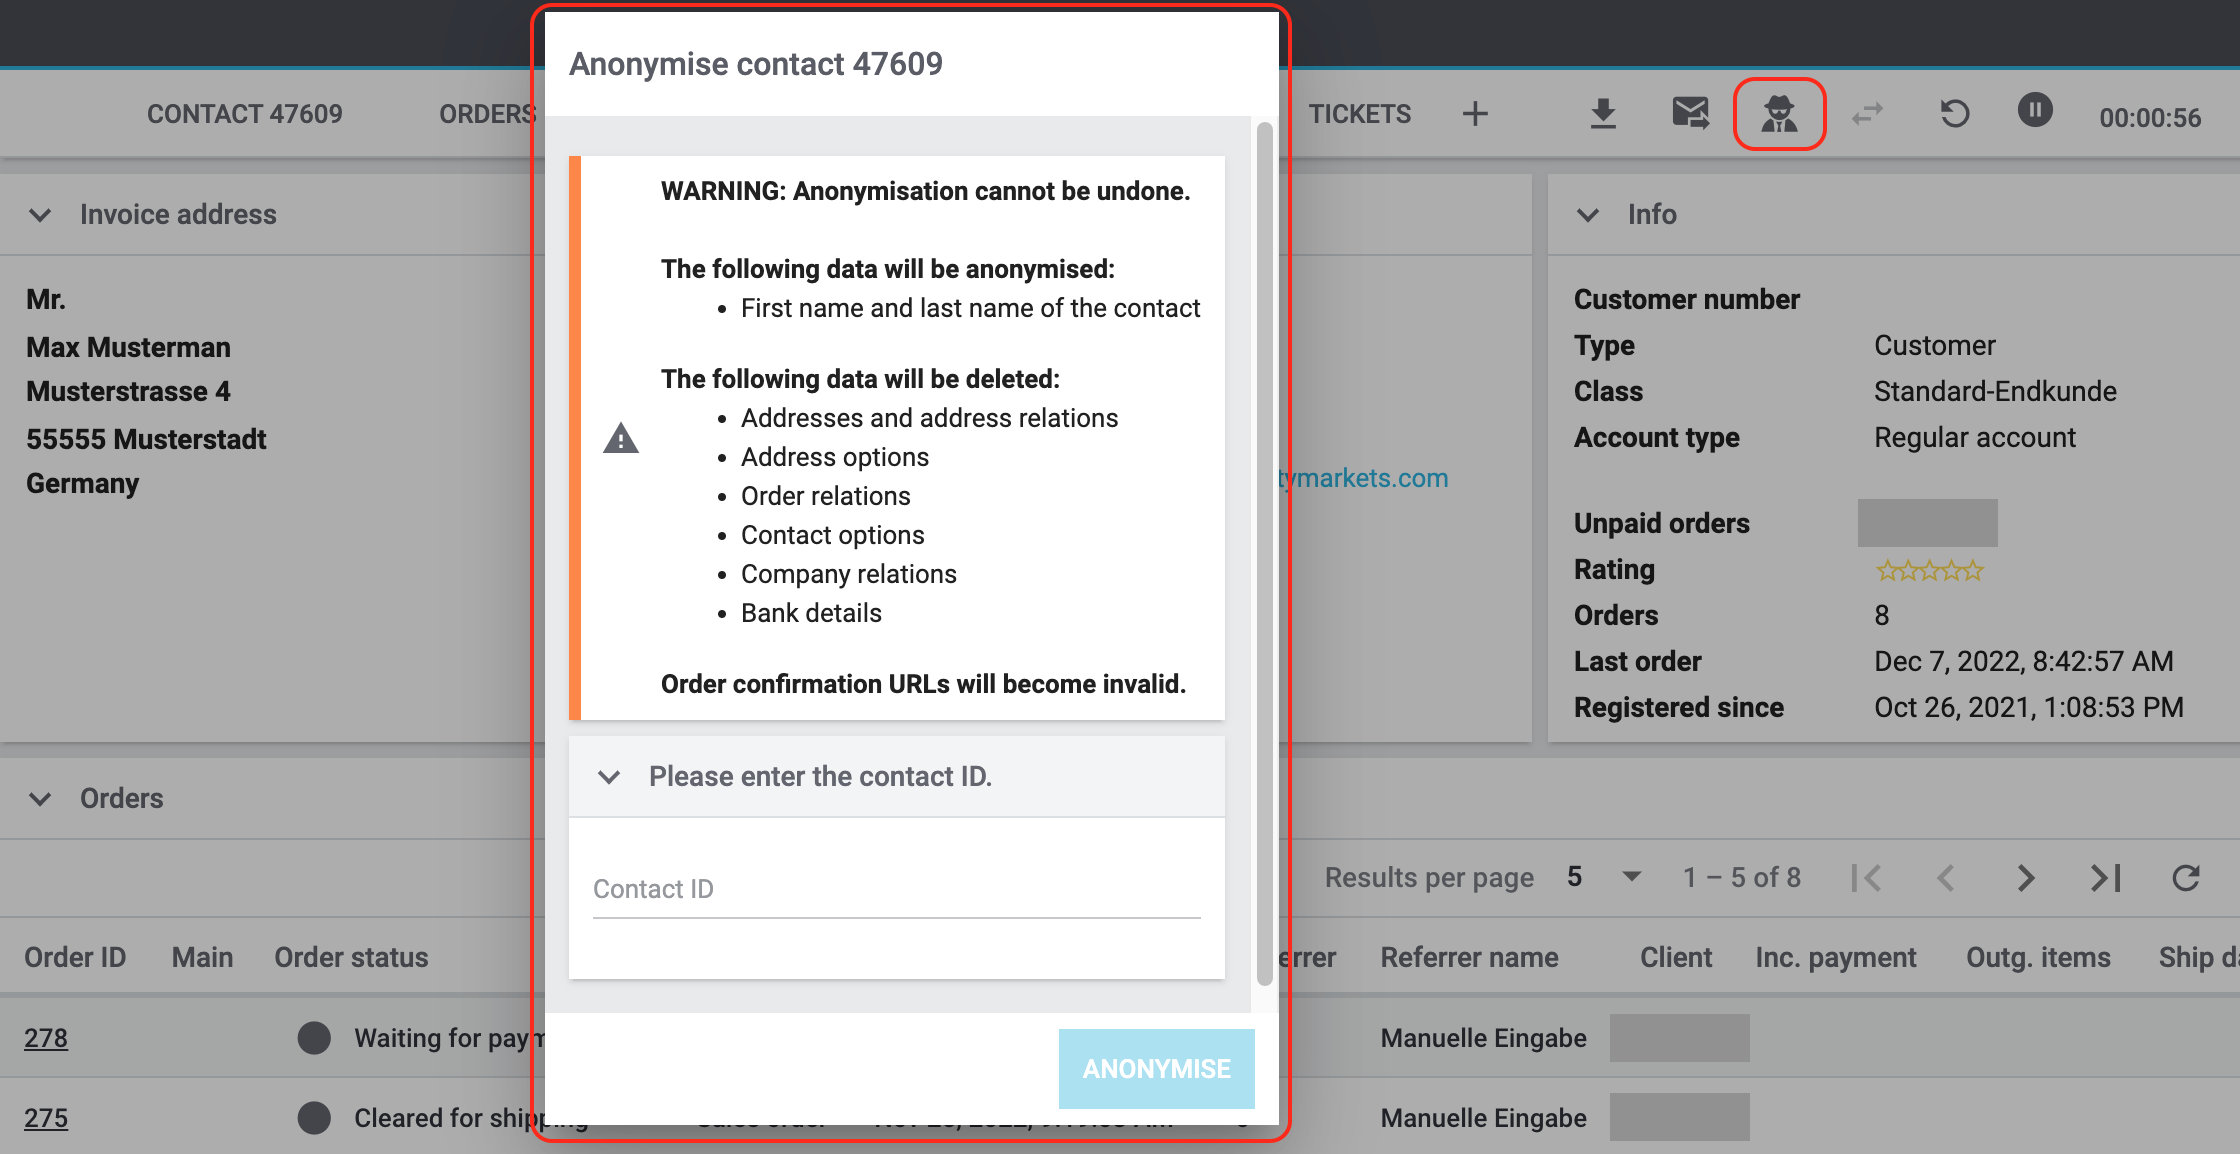 Anonymise contact 47609
CONTACT 47609
ORDERS
TICKETS
00:00:56
WARNING: Anonymisation cannot be undone.
The following data will be anonymised:
First name and last name of the contact
The following data will be deleted:
Addresses and address relations
Address options
Order relations
Contact options
Company relations
Bank details
Order confirmation URLs will become invalid.
Please enter the contact ID.
Contact ID
ANONYMISE
Invoice address
Mr.
Max Musterman
Musterstrasse 4
55555 Musterstadt
Germany
tymarkets.com
Info
Customer number
Type Customer
Class Standard-Endkunde
Account type Regular account
Unpaid orders
Rating
Orders 8
Last order Dec 7, 2022, 8:42:57 AM
Registered since Oct 26, 2021, 1:08:53 PM
Orders
Results per page 5 1 – 5 of 8
Order ID Main Order status Referrer name Client Inc. payment Outg. items Ship
278 Waiting for Manuelle Eingabe
275 Cleared for shipping Manuelle Eingabe